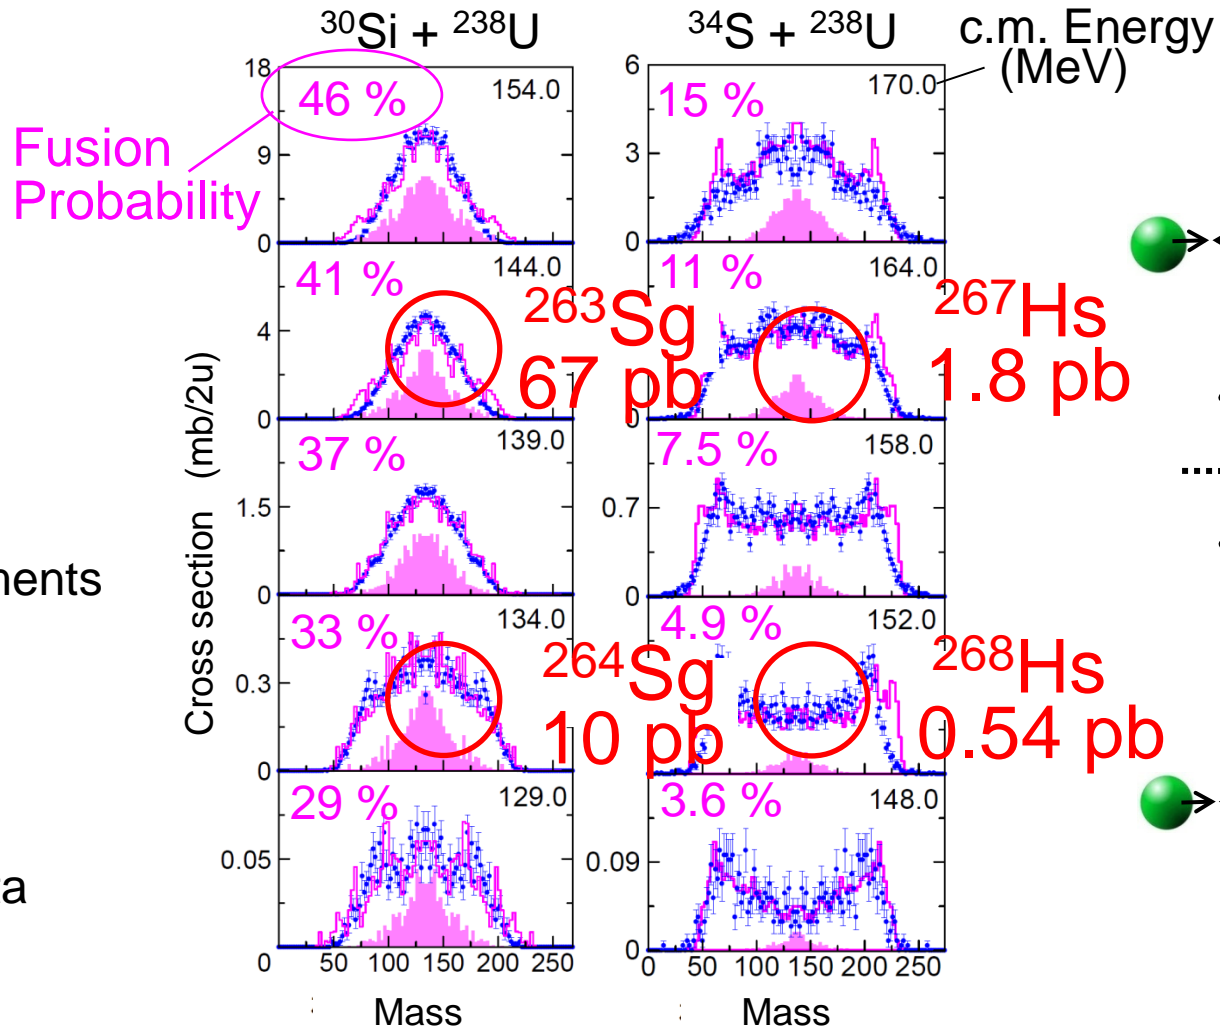 ³⁰Si + ²³⁸U
³⁴S + ²³⁸U
c.m. Energy
(MeV)
Fusion
Probability
Cross section (mb/2u)
18
9
0
46 %
154.0
6
3
0
15 %
170.0
41 %
144.0
4
0
²⁶³Sg
67 pb
11 %
164.0
0
²⁶⁷Hs
1.8 pb
37 %
139.0
1.5
0
7.5 %
158.0
0.7
0
nents
33 %
134.0
0.3
0
²⁶⁴Sg
10 pb
4.9 %
152.0
²⁶⁸Hs
0.54 pb
29 %
129.0
0.05
3.6 %
148.0
0.09
0
a
0 50 100 150 200 250
0 50 100 150 200 250
Mass
Mass